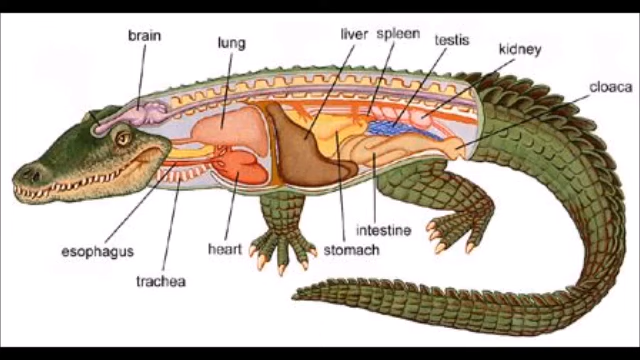 brain
lung
liver
spleen
testis
kidney
cloaca
esophagus
trachea
heart
stomach
intestine